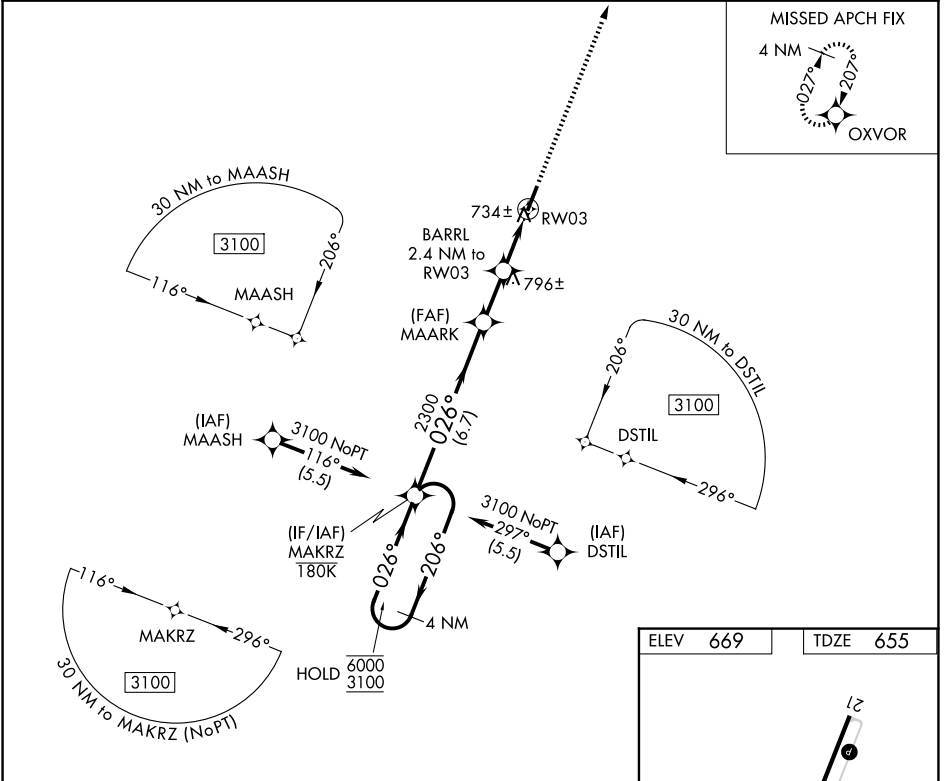 MISSED APCH FIX
4 NM
027°
207°
OXVOR
30 NM to MAASH
3100
206°
116°
MAASH
734±
RW03
BARRL
2.4 NM to
RW03
796±
(FAF)
MAARK
30 NM to DSTIL
206°
3100
DSTIL
296°
2300
026°
(6.7)
(IAF)
MAASH
3100 NoPT
116°
(5.5)
3100 NoPT
297°
(5.5)
(IAF)
DSTIL
(IF/IAF)
MAKRZ
180K
026°
206°
4 NM
HOLD
6000
3100
116°
MAKRZ
296°
3100
30 NM to MAKRZ (NoPT)
ELEV 669
TDZE 655
21
P